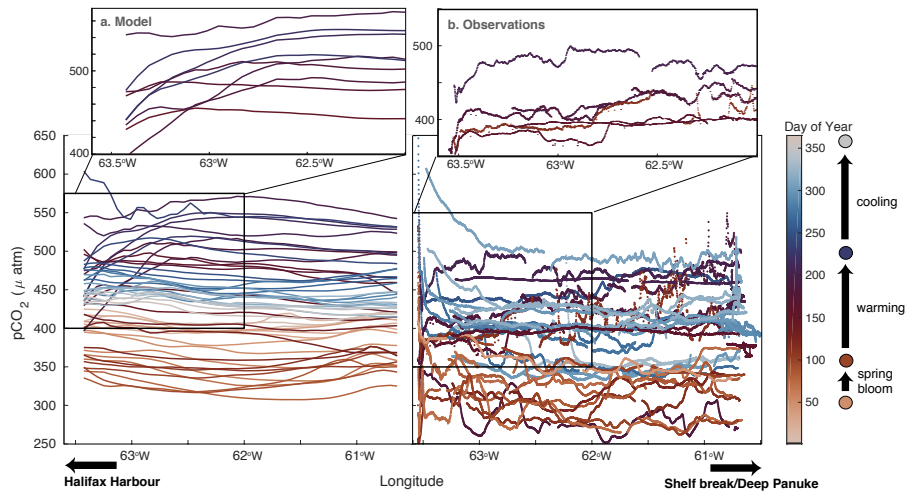 a. Model
500
400
63.5°W
63°W
62.5°W
b. Observations
500
400
63.5°W
63°W
62.5°W
650
600
550
500
450
400
350
300
250
pCO2 (μ atm)
63°W
62°W
61°W
63°W
62°W
61°W
Longitude
Halifax Harbour
Shelf break/Deep Panuke
Day of Year
350
300
250
200
150
100
50
cooling
warming
spring
bloom